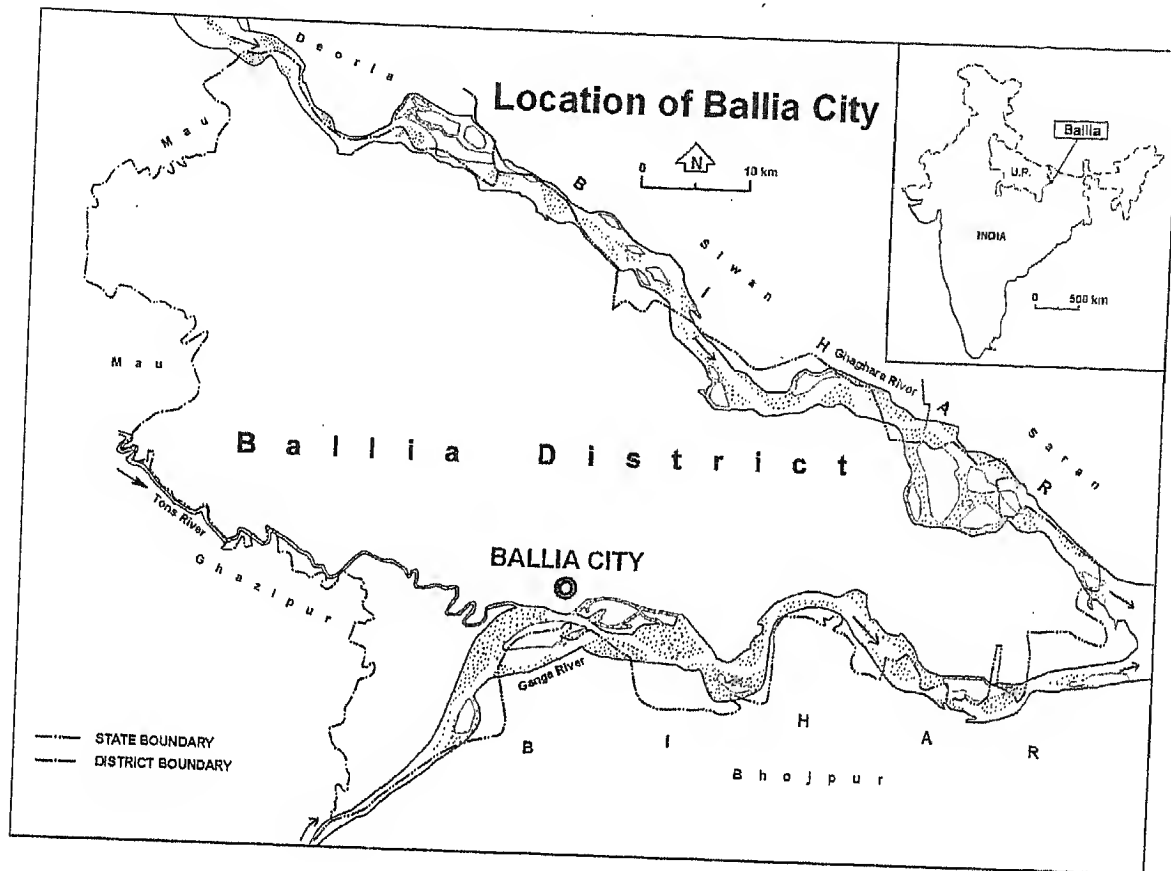 Location of Ballia City
N
0 10 km
Deoria
Mau
Mau
B
I
H
A
R
Siwan
Ghaghara River
Saran
Ballia District
Tons River
Ghazipur
BALLIA CITY
Ganga River
B I H A R
Bhojpur
STATE BOUNDARY
DISTRICT BOUNDARY
Ballia
U.P.
INDIA
0 500 km